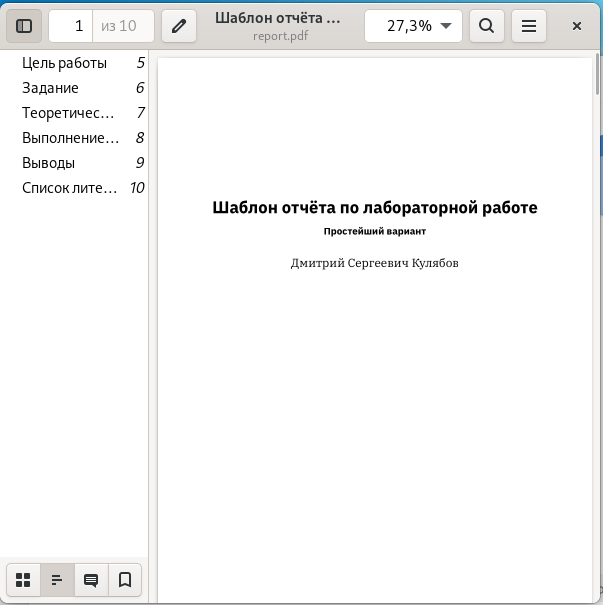 1 из 10
Шаблон отчёта ...
report.pdf
27,3%
Цель работы 5
Задание 6
Теоретичес... 7
Выполнение... 8
Выводы 9
Список лите... 10
Шаблон отчёта по лабораторной работе
Простейший вариант
Дмитрий Сергеевич Кулябов